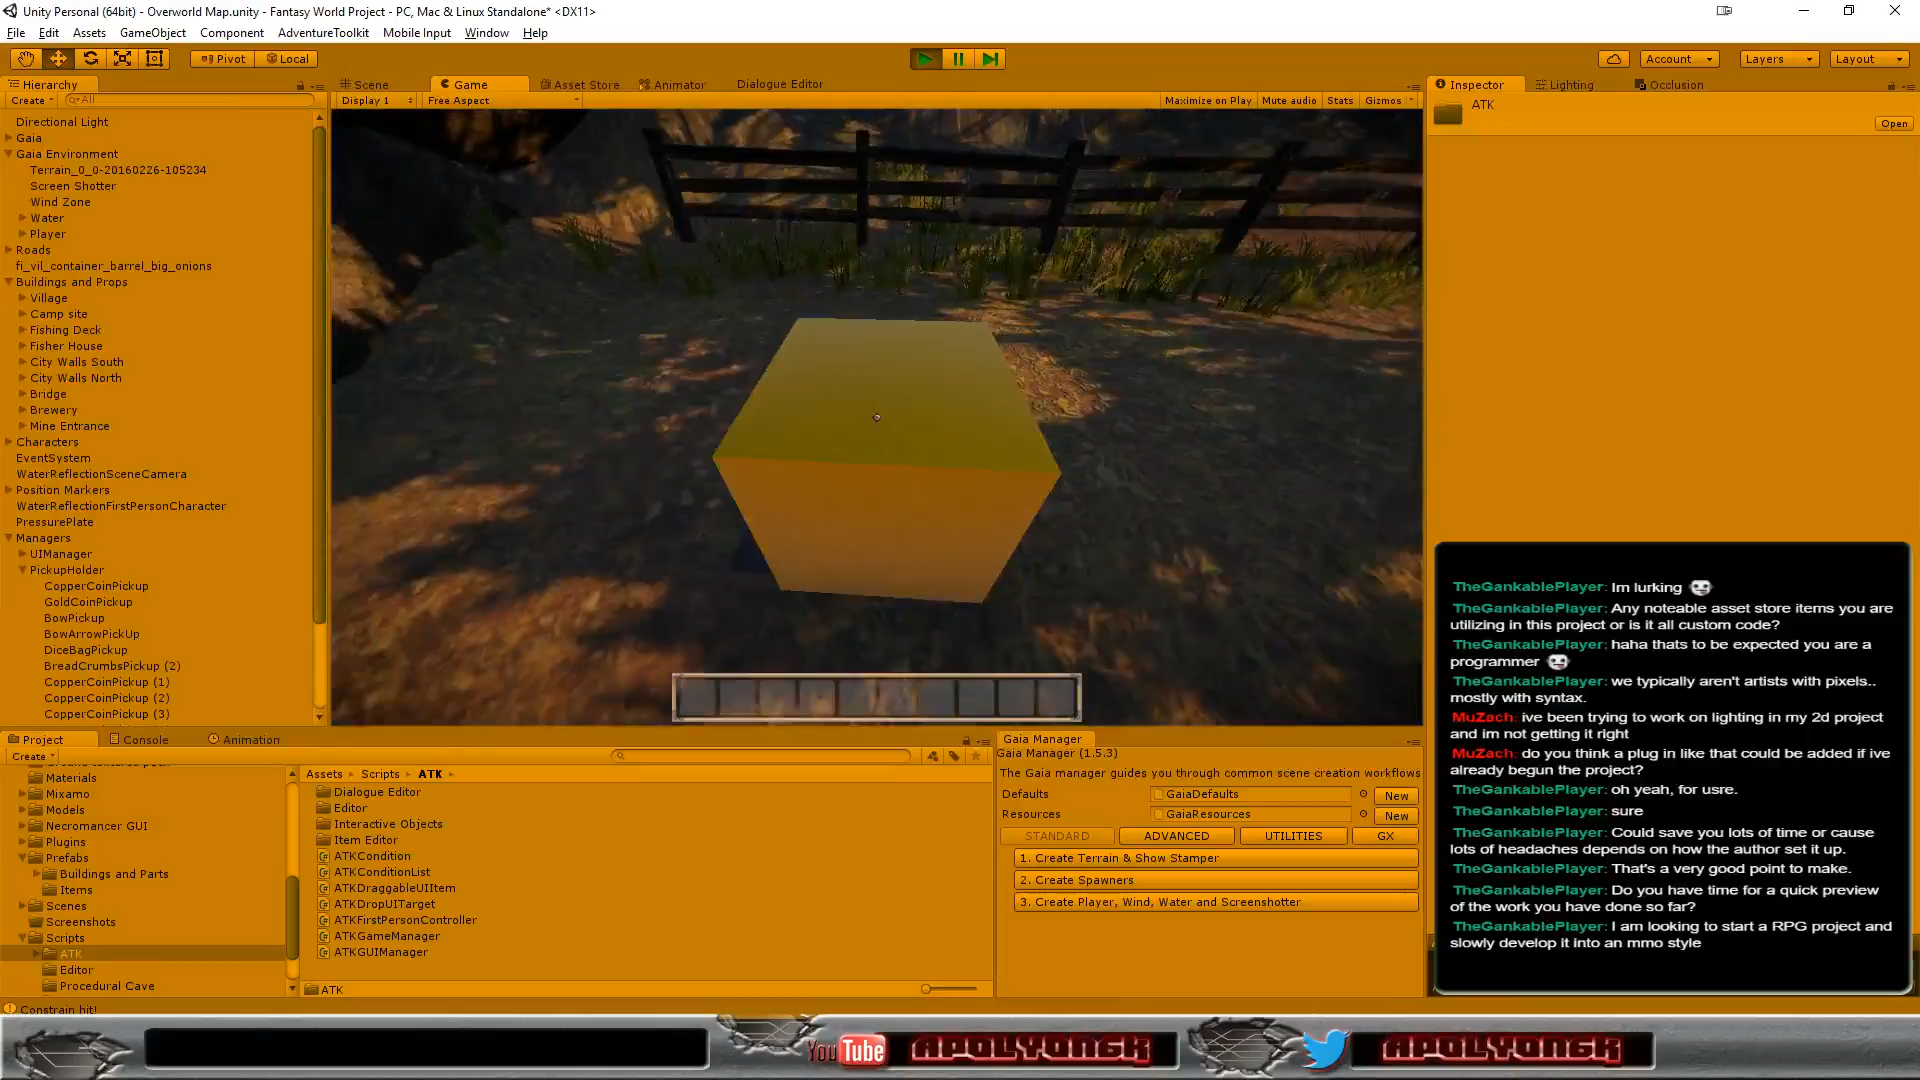 Unity Personal (64bit) - Overworld Map.unity - Fantasy World Project - PC, Mac & Linux Standalone* <DX11>
File Edit Assets GameObject Component AdventureToolkit Mobile Input Window Help
Pivot Local Account Layers Layout
Hierarchy
Create All
Directional Light
Gaia
Gaia Environment
Terrain_0_0-20160226-105234
Screen Shotter
Wind Zone
Water
Player
Roads
fi_vil_container_barrel_big_onions
Buildings and Props
Village
Camp site
Fishing Deck
Fisher House
City Walls South
City Walls North
Bridge
Brewery
Mine Entrance
Characters
EventSystem
WaterReflectionSceneCamera
Position Markers
WaterReflectionFirstPersonCharacter
PressurePlate
Managers
UIManager
PickupHolder
CopperCoinPickup
GoldCoinPickup
BowPickup
BowArrowPickUp
DiceBagPickup
BreadCrumbsPickup (2)
CopperCoinPickup (1)
CopperCoinPickup (2)
CopperCoinPickup (3)
Scene Game Asset Store Animator Dialogue Editor
Display 1 Free Aspect Maximize on Play Mute audio Stats Gizmos
Inspector Lighting Occlusion
ATK
Open
TheGankablePlayer: Im lurking
TheGankablePlayer: Any noteable asset store items you are
utilizing in this project or is it all custom code?
TheGankablePlayer: haha thats to be expected you are a
programmer
TheGankablePlayer: we typically aren't artists with pixels..
mostly with syntax.
MuZach: ive been trying to work on lighting in my 2d project
and im not getting it right
MuZach: do you think a plug in like that could be added if ive
already begun the project?
TheGankablePlayer: oh yeah, for usre.
TheGankablePlayer: sure
TheGankablePlayer: Could save you lots of time or cause
lots of headaches depends on how the author set it up.
TheGankablePlayer: That's a very good point to make.
TheGankablePlayer: Do you have time for a quick preview
of the work you have done so far?
TheGankablePlayer: I am looking to start a RPG project and
slowly develop it into an mmo style
Project Console Animation
Create
Materials
Mixamo
Models
Necromancer GUI
Plugins
Prefabs
Buildings and Parts
Items
Scenes
Screenshots
Scripts
ATK
Editor
Procedural Cave
Assets Scripts ATK
Dialogue Editor
Editor
Interactive Objects
Item Editor
ATKCondition
ATKConditionList
ATKDraggableUIItem
ATKDropUITarget
ATKFirstPersonController
ATKGameManager
ATKGUIManager
ATK
Gaia Manager
Gaia Manager (1.5.3)
The Gaia manager guides you through common scene creation workflows
Defaults GaiaDefaults New
Resources GaiaResources New
STANDARD ADVANCED UTILITIES GX
1. Create Terrain & Show Stamper
2. Create Spawners
3. Create Player, Wind, Water and Screenshotter
Constrain hit!
YouTube APOLYONGK APOLYONGK